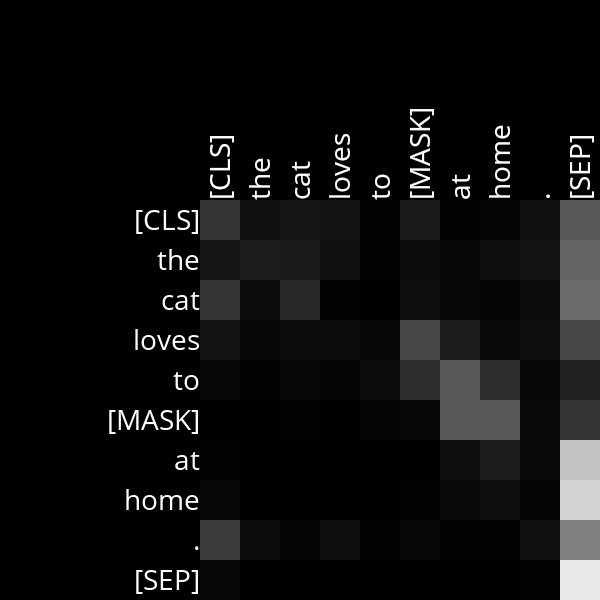 [CLS] the cat loves to [MASK] at home . [SEP]
[CLS]
the
cat
loves
to
[MASK]
at
home
.
[SEP]